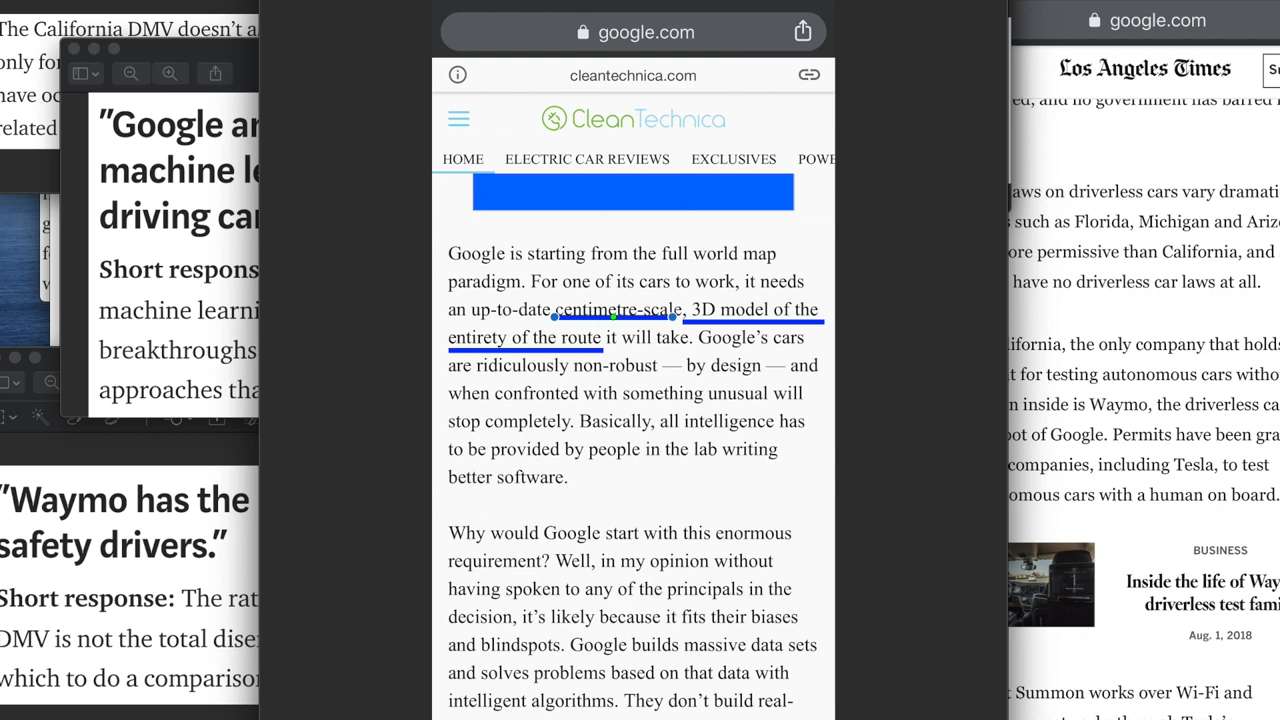 The California DMV doesn't a
only for
have oc
related
"Google ar
machine le
driving car
Short respons
machine learni
breakthroughs
approaches tha
"Waymo has the
safety drivers."
Short response: The rat
DMV is not the total dise
which to do a comparison
google.com
cleantechnica.com
CleanTechnica
HOME ELECTRIC CAR REVIEWS EXCLUSIVES POWE
Google is starting from the full world map
paradigm. For one of its cars to work, it needs
an up-to-date centimetre-scale, 3D model of the
entirety of the route it will take. Google's cars
are ridiculously non-robust — by design — and
when confronted with something unusual will
stop completely. Basically, all intelligence has
to be provided by people in the lab writing
better software.
Why would Google start with this enormous
requirement? Well, in my opinion without
having spoken to any of the principals in the
decision, it's likely because it fits their biases
and blindspots. Google builds massive data sets
and solves problems based on that data with
intelligent algorithms. They don't build real-
google.com
Los Angeles Times
ed, and no government has barred
aws on driverless cars vary dramati
such as Florida, Michigan and Ariz
ore permissive than California, and
have no driverless car laws at all.
ifornia, the only company that holds
t for testing autonomous cars witho
n inside is Waymo, the driverless ca
ot of Google. Permits have been gra
companies, including Tesla, to test
omous cars with a human on board.
BUSINESS
Inside the life of Way
driverless test fami
Aug. 1, 2018
t Summon works over Wi-Fi and